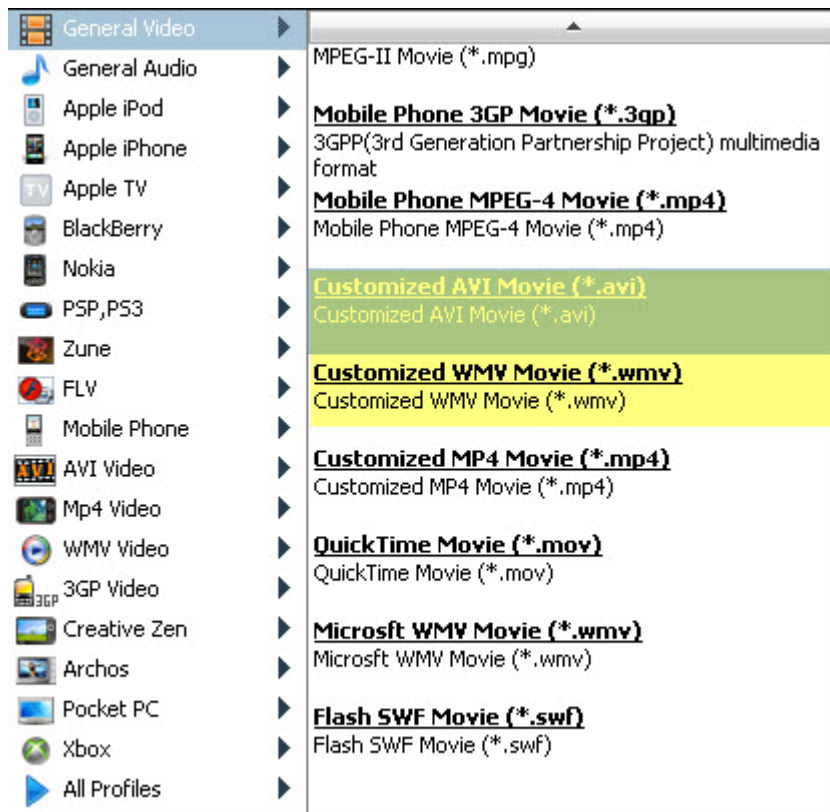 General Video
General Audio
Apple iPod
Apple iPhone
TV
Apple TV
BlackBerry
Nokia
PSP,PS3
Zune
FLV
Mobile Phone
AVI
AVI Video
Mp4 Video
WMV Video
3GP
3GP Video
Creative Zen
Archos
Pocket PC
Xbox
All Profiles
MPEG-II Movie (*.mpg)
Mobile Phone 3GP Movie (*.3gp)
3GPP(3rd Generation Partnership Project) multimedia
format
Mobile Phone MPEG-4 Movie (*.mp4)
Mobile Phone MPEG-4 Movie (*.mp4)
Customized AVI Movie (*.avi)
Customized AVI Movie (*.avi)
Customized WMV Movie (*.wmv)
Customized WMV Movie (*.wmv)
Customized MP4 Movie (*.mp4)
Customized MP4 Movie (*.mp4)
QuickTime Movie (*.mov)
QuickTime Movie (*.mov)
Microsft WMV Movie (*.wmv)
Microsft WMV Movie (*.wmv)
Flash SWF Movie (*.swf)
Flash SWF Movie (*.swf)